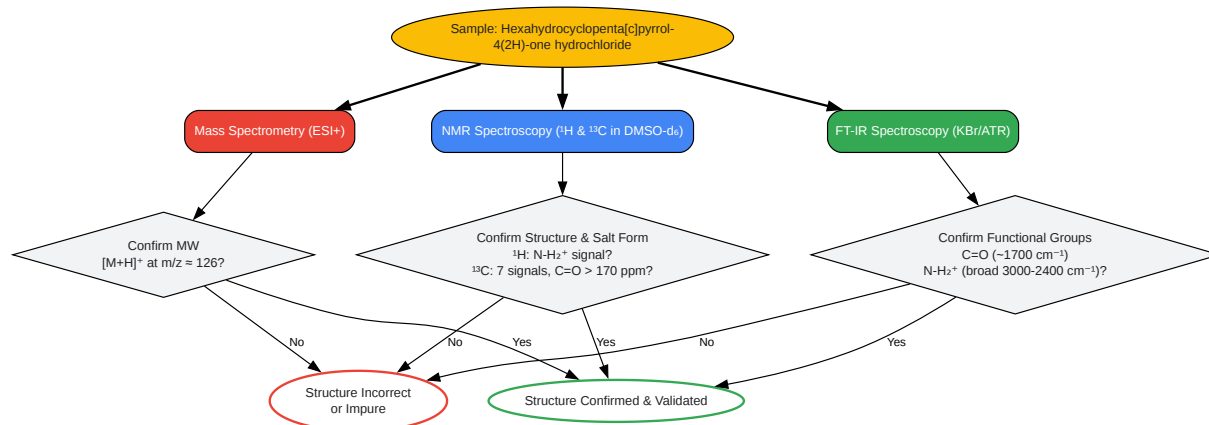 Sample: Hexahydrocyclopenta[c]pyrrol-
4(2H)-one hydrochloride
Mass Spectrometry (ESI+)
NMR Spectroscopy (¹H & ¹³C in DMSO-d₆)
FT-IR Spectroscopy (KBr/ATR)
Confirm MW
[M+H]⁺ at m/z ≈ 126?
Confirm Structure & Salt Form
¹H: N-H₂⁺ signal?
¹³C: 7 signals, C=O > 170 ppm?
Confirm Functional Groups
C=O (~1700 cm⁻¹)
N-H₂⁺ (broad 3000-2400 cm⁻¹)?
No
Yes
No
Yes
No
Yes
Structure Incorrect
or Impure
Structure Confirmed & Validated